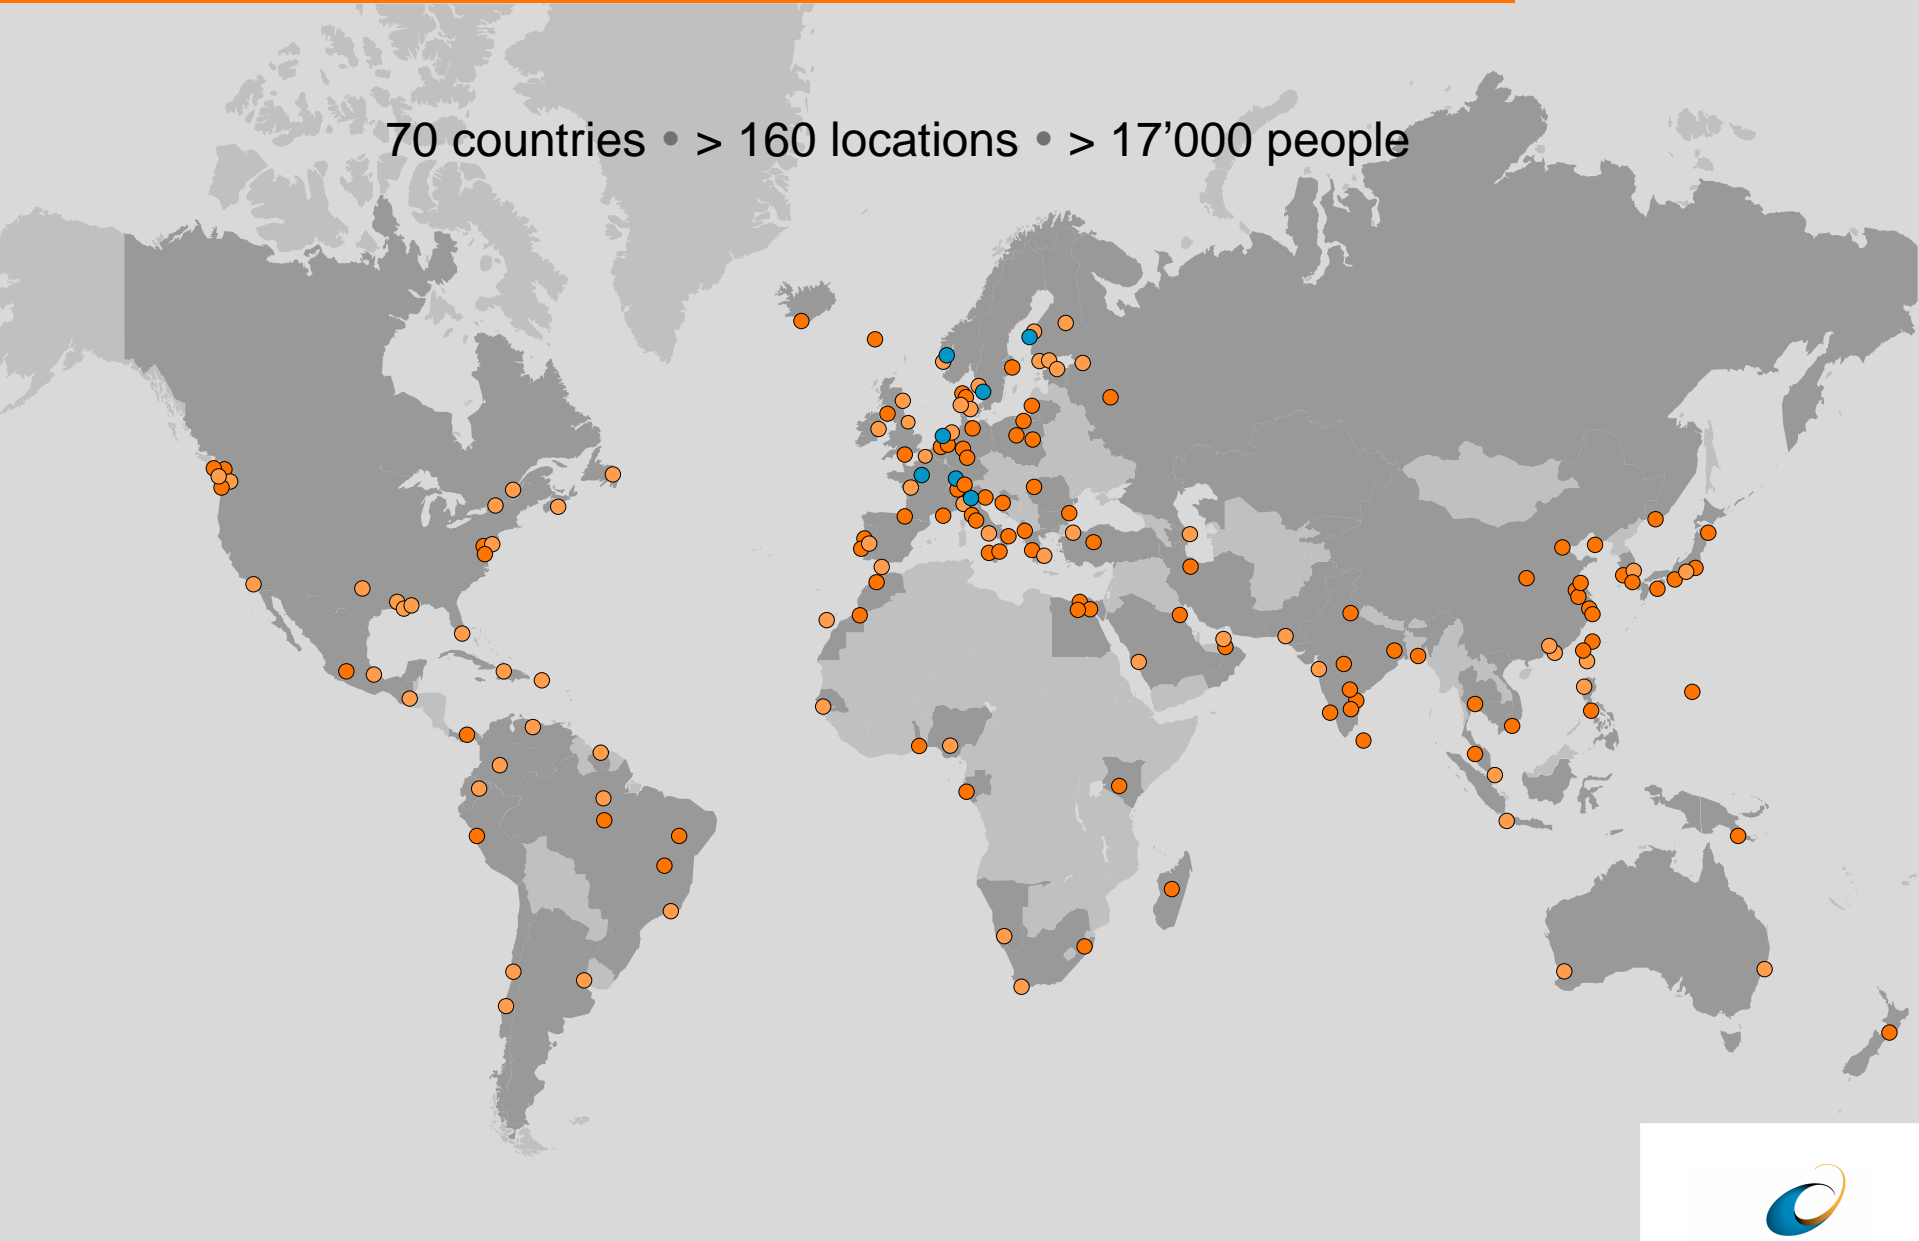 70 countries • > 160 locations • > 17’000 people